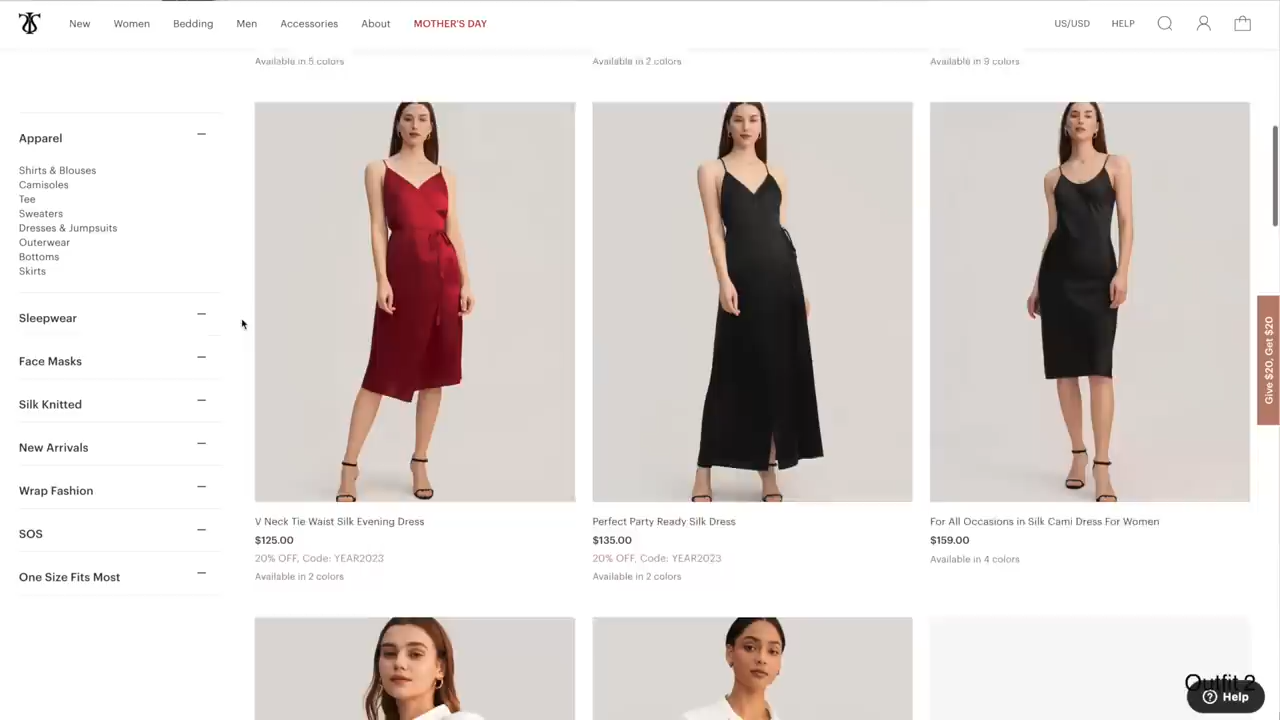 New
Women
Bedding
Men
Accessories
About
MOTHER'S DAY
US/USD
HELP
Available in 5 colors
Available in 2 colors
Available in 9 colors
Apparel
Shirts & Blouses
Camisoles
Tee
Sweaters
Dresses & Jumpsuits
Outerwear
Bottoms
Skirts
Sleepwear
Face Masks
Silk Knitted
New Arrivals
Wrap Fashion
SOS
One Size Fits Most
V Neck Tie Waist Silk Evening Dress
$125.00
20% OFF, Code: YEAR2023
Available in 2 colors
Perfect Party Ready Silk Dress
$135.00
20% OFF, Code: YEAR2023
Available in 2 colors
For All Occasions in Silk Cami Dress For Women
$159.00
Available in 4 colors
Give $20, Get $20
Outfit 2
Help